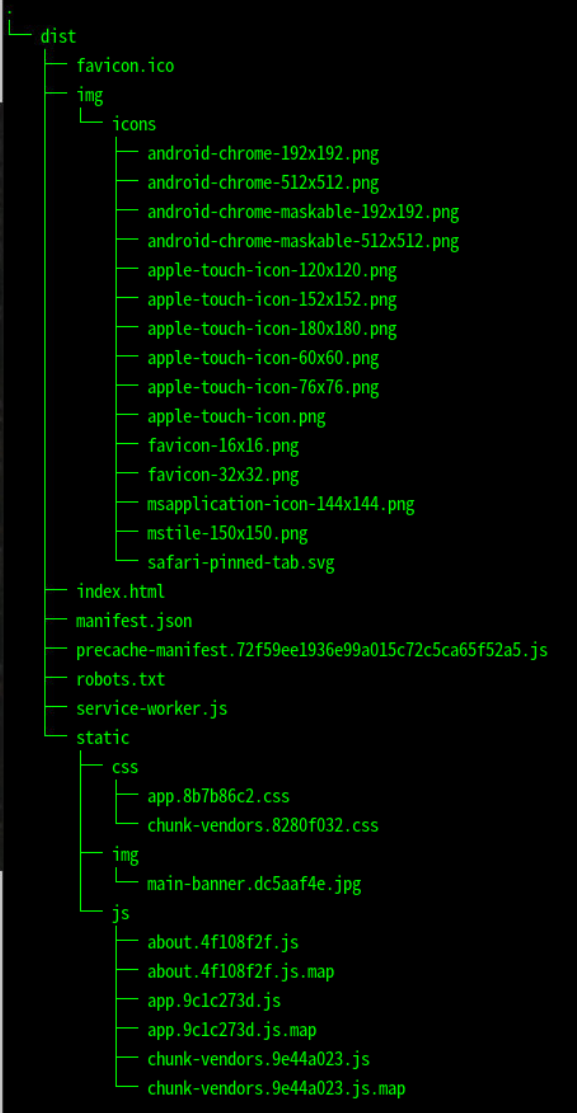 .
└── dist
    ├── favicon.ico
    ├── img
    │   └── icons
    │       ├── android-chrome-192x192.png
    │       ├── android-chrome-512x512.png
    │       ├── android-chrome-maskable-192x192.png
    │       ├── android-chrome-maskable-512x512.png
    │       ├── apple-touch-icon-120x120.png
    │       ├── apple-touch-icon-152x152.png
    │       ├── apple-touch-icon-180x180.png
    │       ├── apple-touch-icon-60x60.png
    │       ├── apple-touch-icon-76x76.png
    │       ├── apple-touch-icon.png
    │       ├── favicon-16x16.png
    │       ├── favicon-32x32.png
    │       ├── msapplication-icon-144x144.png
    │       ├── mstile-150x150.png
    │       └── safari-pinned-tab.svg
    ├── index.html
    ├── manifest.json
    ├── precache-manifest.72f59ee1936e99a015c72c5ca65f52a5.js
    ├── robots.txt
    ├── service-worker.js
    └── static
        ├── css
        │   ├── app.8b7b86c2.css
        │   └── chunk-vendors.8280f032.css
        ├── img
        │   └── main-banner.dc5aaf4e.jpg
        └── js
            ├── about.4f108f2f.js
            ├── about.4f108f2f.js.map
            ├── app.9c1c273d.js
            ├── app.9c1c273d.js.map
            ├── chunk-vendors.9e44a023.js
            └── chunk-vendors.9e44a023.js.map